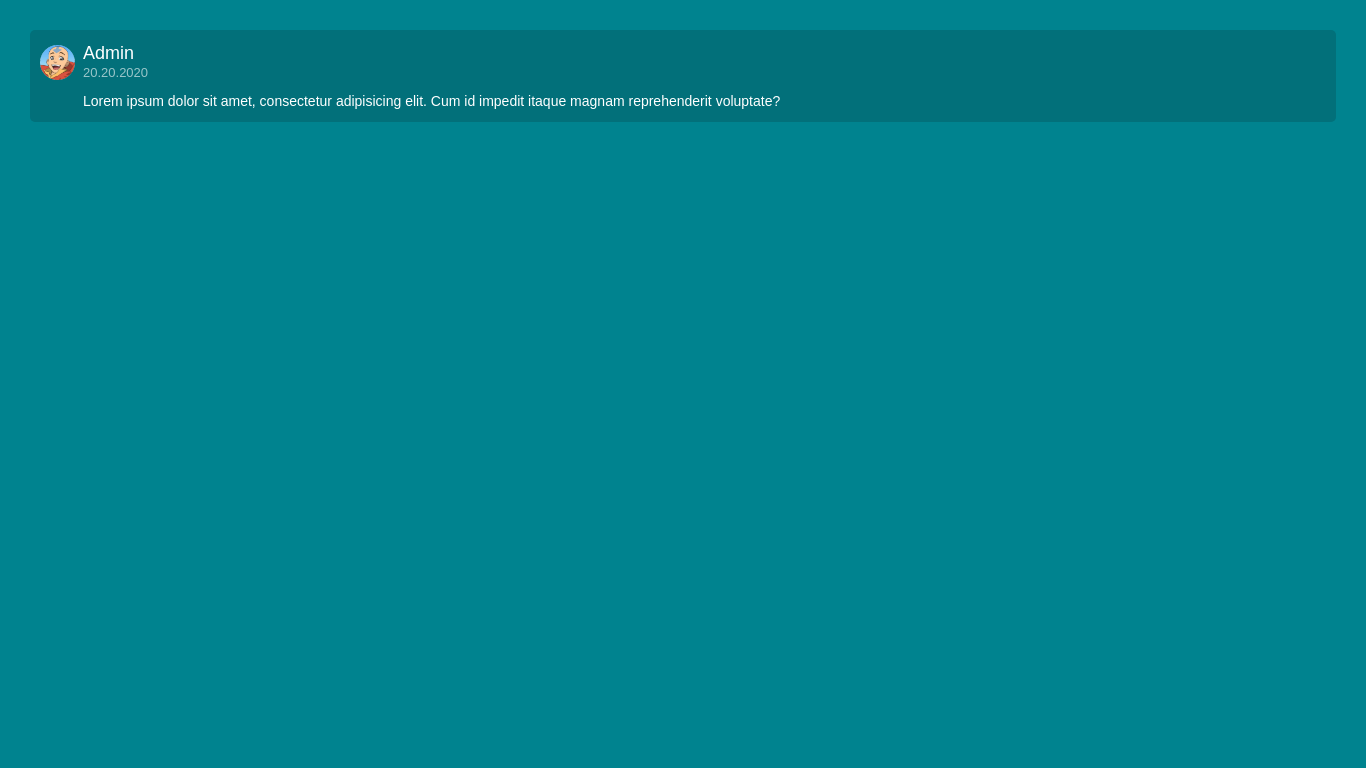 Admin
20.20.2020
Lorem ipsum dolor sit amet, consectetur adipisicing elit. Cum id impedit itaque magnam reprehenderit voluptate?